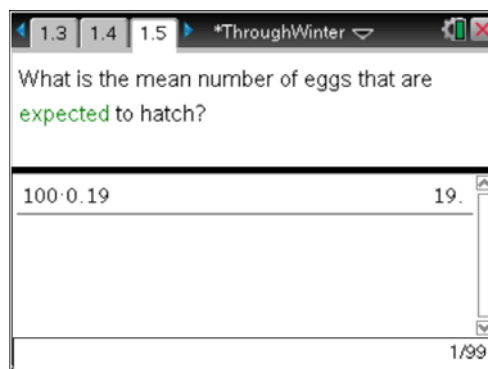 1.3 1.4 1.5 *ThroughWinter
What is the mean number of eggs that are
expected to hatch?
100·0.19 19.
1/99